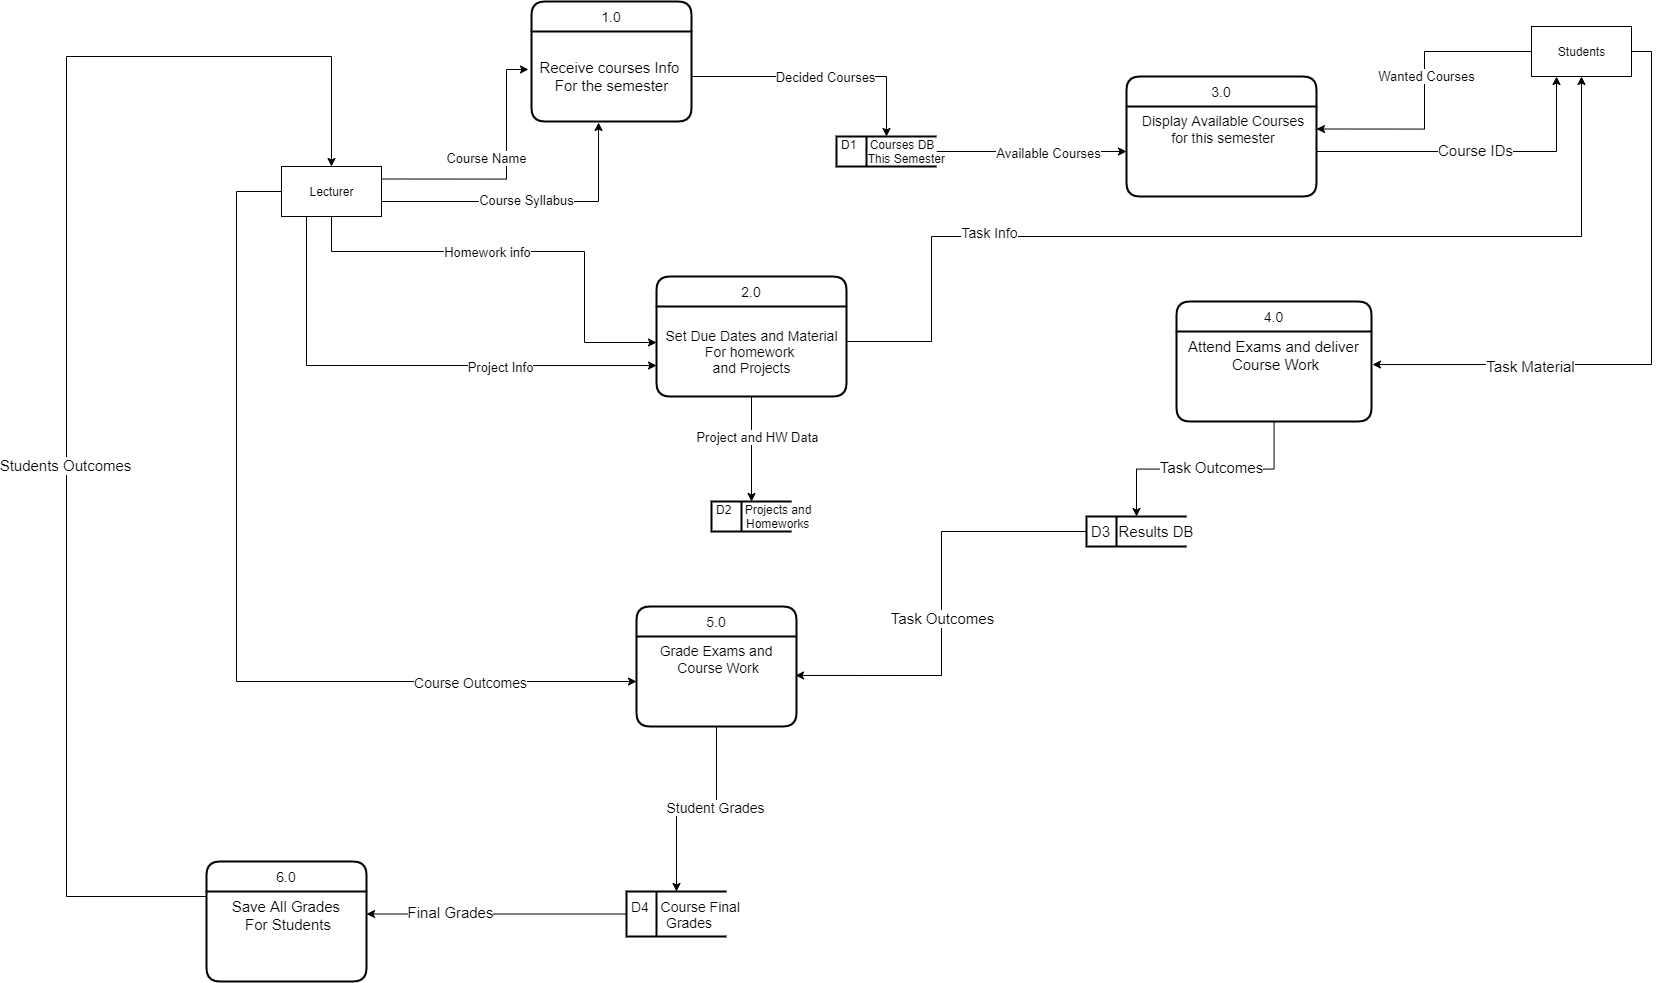 1.0
Receive courses Info
For the semester
Students
Wanted Courses
Decided Courses
3.0
Display Available Courses
for this semester
D1
Courses DB
This Semester
Available Courses
Course IDs
Course Name
Lecturer
Course Syllabus
Task Info
Homework info
2.0
Set Due Dates and Material
For homework
and Projects
4.0
Attend Exams and deliver
Course Work
Project Info
Task Material
Project and HW Data
Students Outcomes
Task Outcomes
D2
Projects and
Homeworks
D3
Results DB
5.0
Grade Exams and
Course Work
Task Outcomes
Course Outcomes
Student Grades
6.0
Save All Grades
For Students
Final Grades
D4
Course Final
Grades